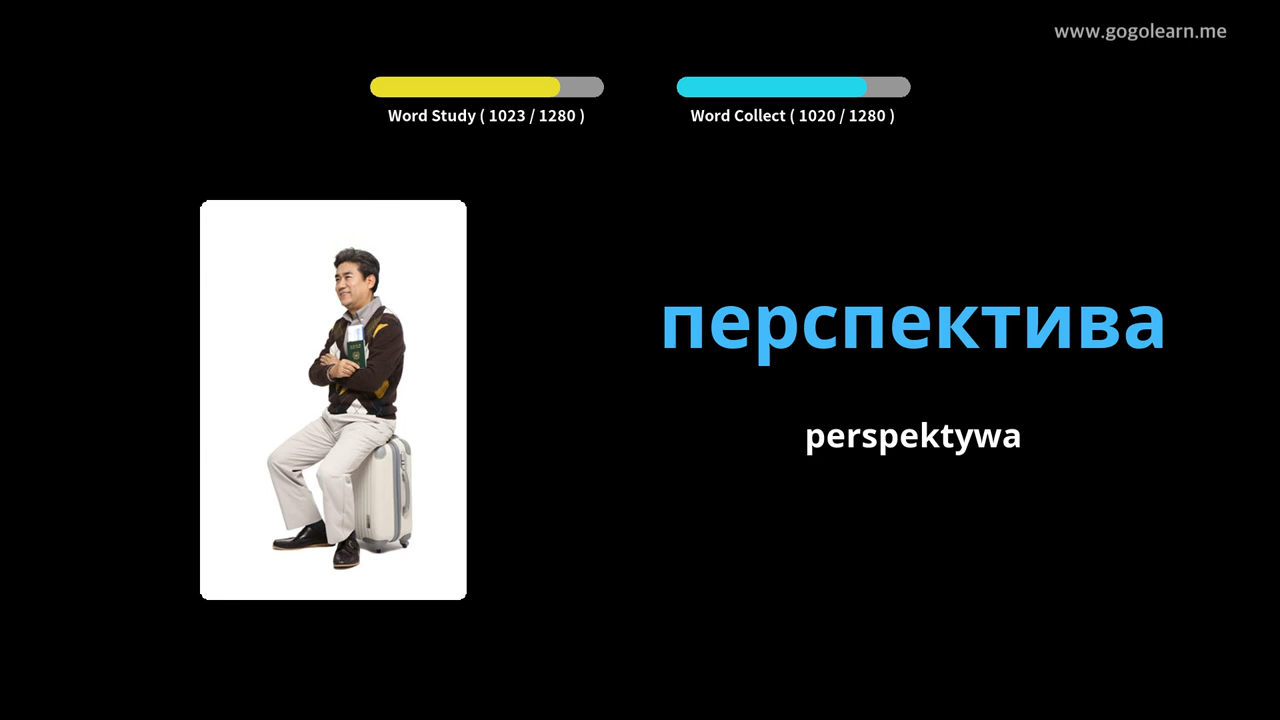 www.gogolearn.me
Word Study ( 1023 / 1280 )
Word Collect ( 1020 / 1280 )
перспектива
perspektywa